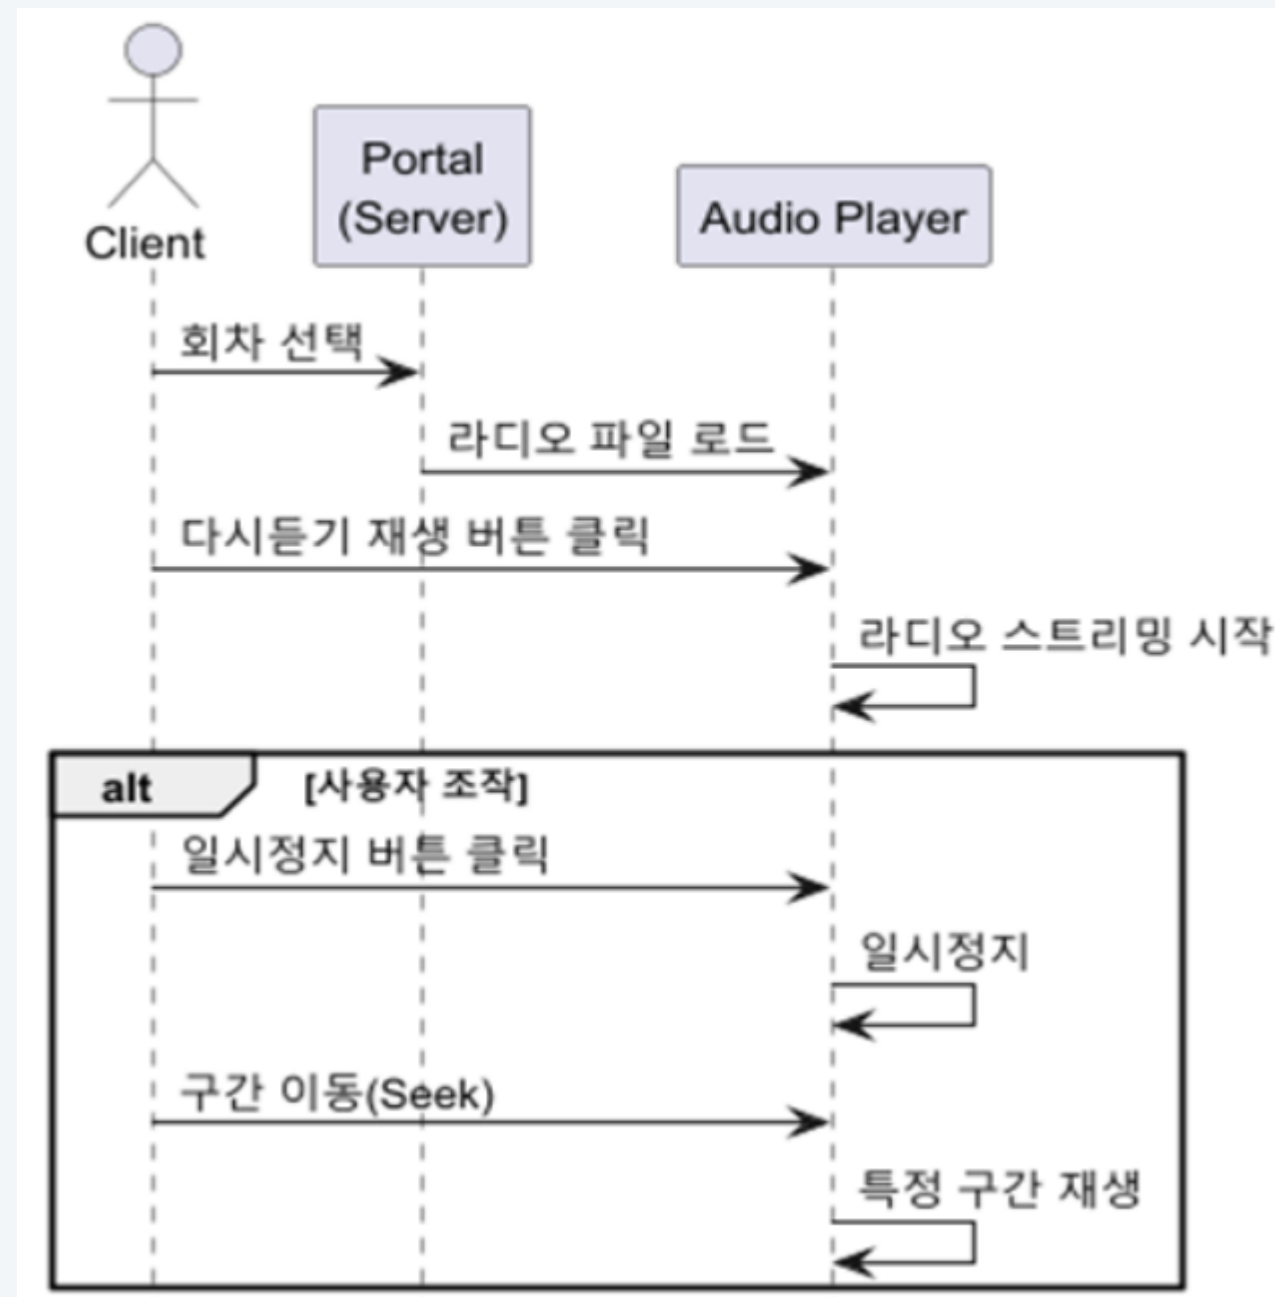 Client
Portal
(Server)
Audio Player
회차 선택
라디오 파일 로드
다시듣기 재생 버튼 클릭
라디오 스트리밍 시작
alt [사용자 조작]
일시정지 버튼 클릭
일시정지
구간 이동(Seek)
특정 구간 재생